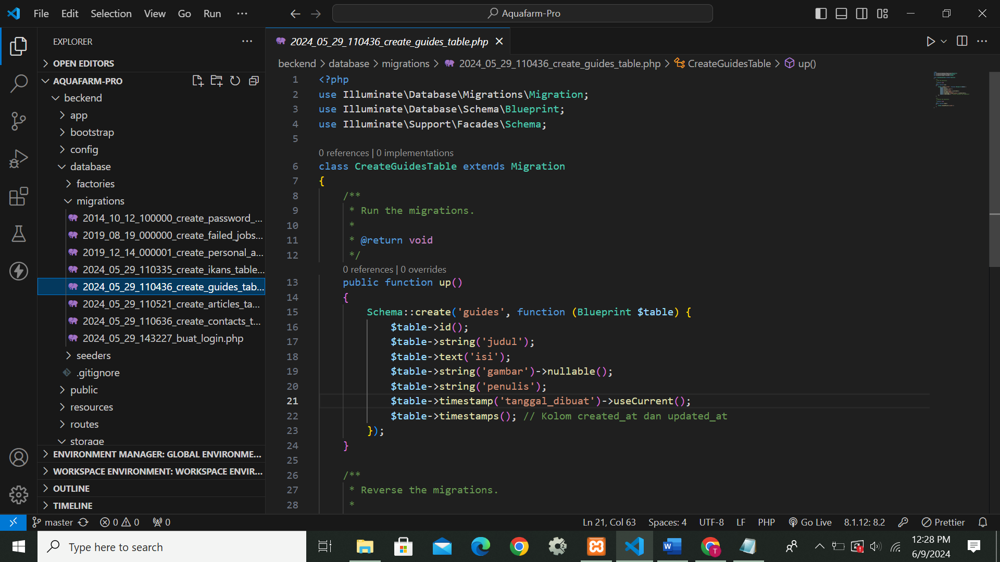 File Edit Selection View Go Run ···
Aquafarm-Pro
EXPLORER
OPEN EDITORS
AQUAFARM-PRO
beckend
app
bootstrap
config
database
factories
migrations
2014_10_12_100000_create_password_...
2019_08_19_000000_create_failed_jobs...
2019_12_14_000001_create_personal_a...
2024_05_29_110335_create_ikans_table...
2024_05_29_110436_create_guides_tab...
2024_05_29_110521_create_articles_ta...
2024_05_29_110636_create_contacts_t...
2024_05_29_143227_buat_login.php
seeders
.gitignore
public
resources
routes
storage
ENVIRONMENT MANAGER: GLOBAL ENVIRONME...
WORKSPACE ENVIRONMENT: WORKSPACE ENVIR...
OUTLINE
TIMELINE
2024_05_29_110436_create_guides_table.php
beckend > database > migrations > 2024_05_29_110436_create_guides_table.php > CreateGuidesTable > up()
1 <?php
2 use Illuminate\Database\Migrations\Migration;
3 use Illuminate\Database\Schema\Blueprint;
4 use Illuminate\Support\Facades\Schema;
5
0 references | 0 implementations
6 class CreateGuidesTable extends Migration
7 {
8 /**
9 * Run the migrations.
10 *
11 * @return void
12 */
0 references | 0 overrides
13 public function up()
14 {
15 Schema::create('guides', function (Blueprint $table) {
16 $table->id();
17 $table->string('judul');
18 $table->text('isi');
19 $table->string('gambar')->nullable();
20 $table->string('penulis');
21 $table->timestamp('tanggal_dibuat')->useCurrent();
22 $table->timestamps(); // Kolom created_at dan updated_at
23 });
24 }
25
26 /**
27 * Reverse the migrations.
28 *
master 0 0 0
Ln 21, Col 63 Spaces: 4 UTF-8 LF PHP Go Live 8.1.12: 8.2 Prettier
Type here to search
12:28 PM
6/9/2024